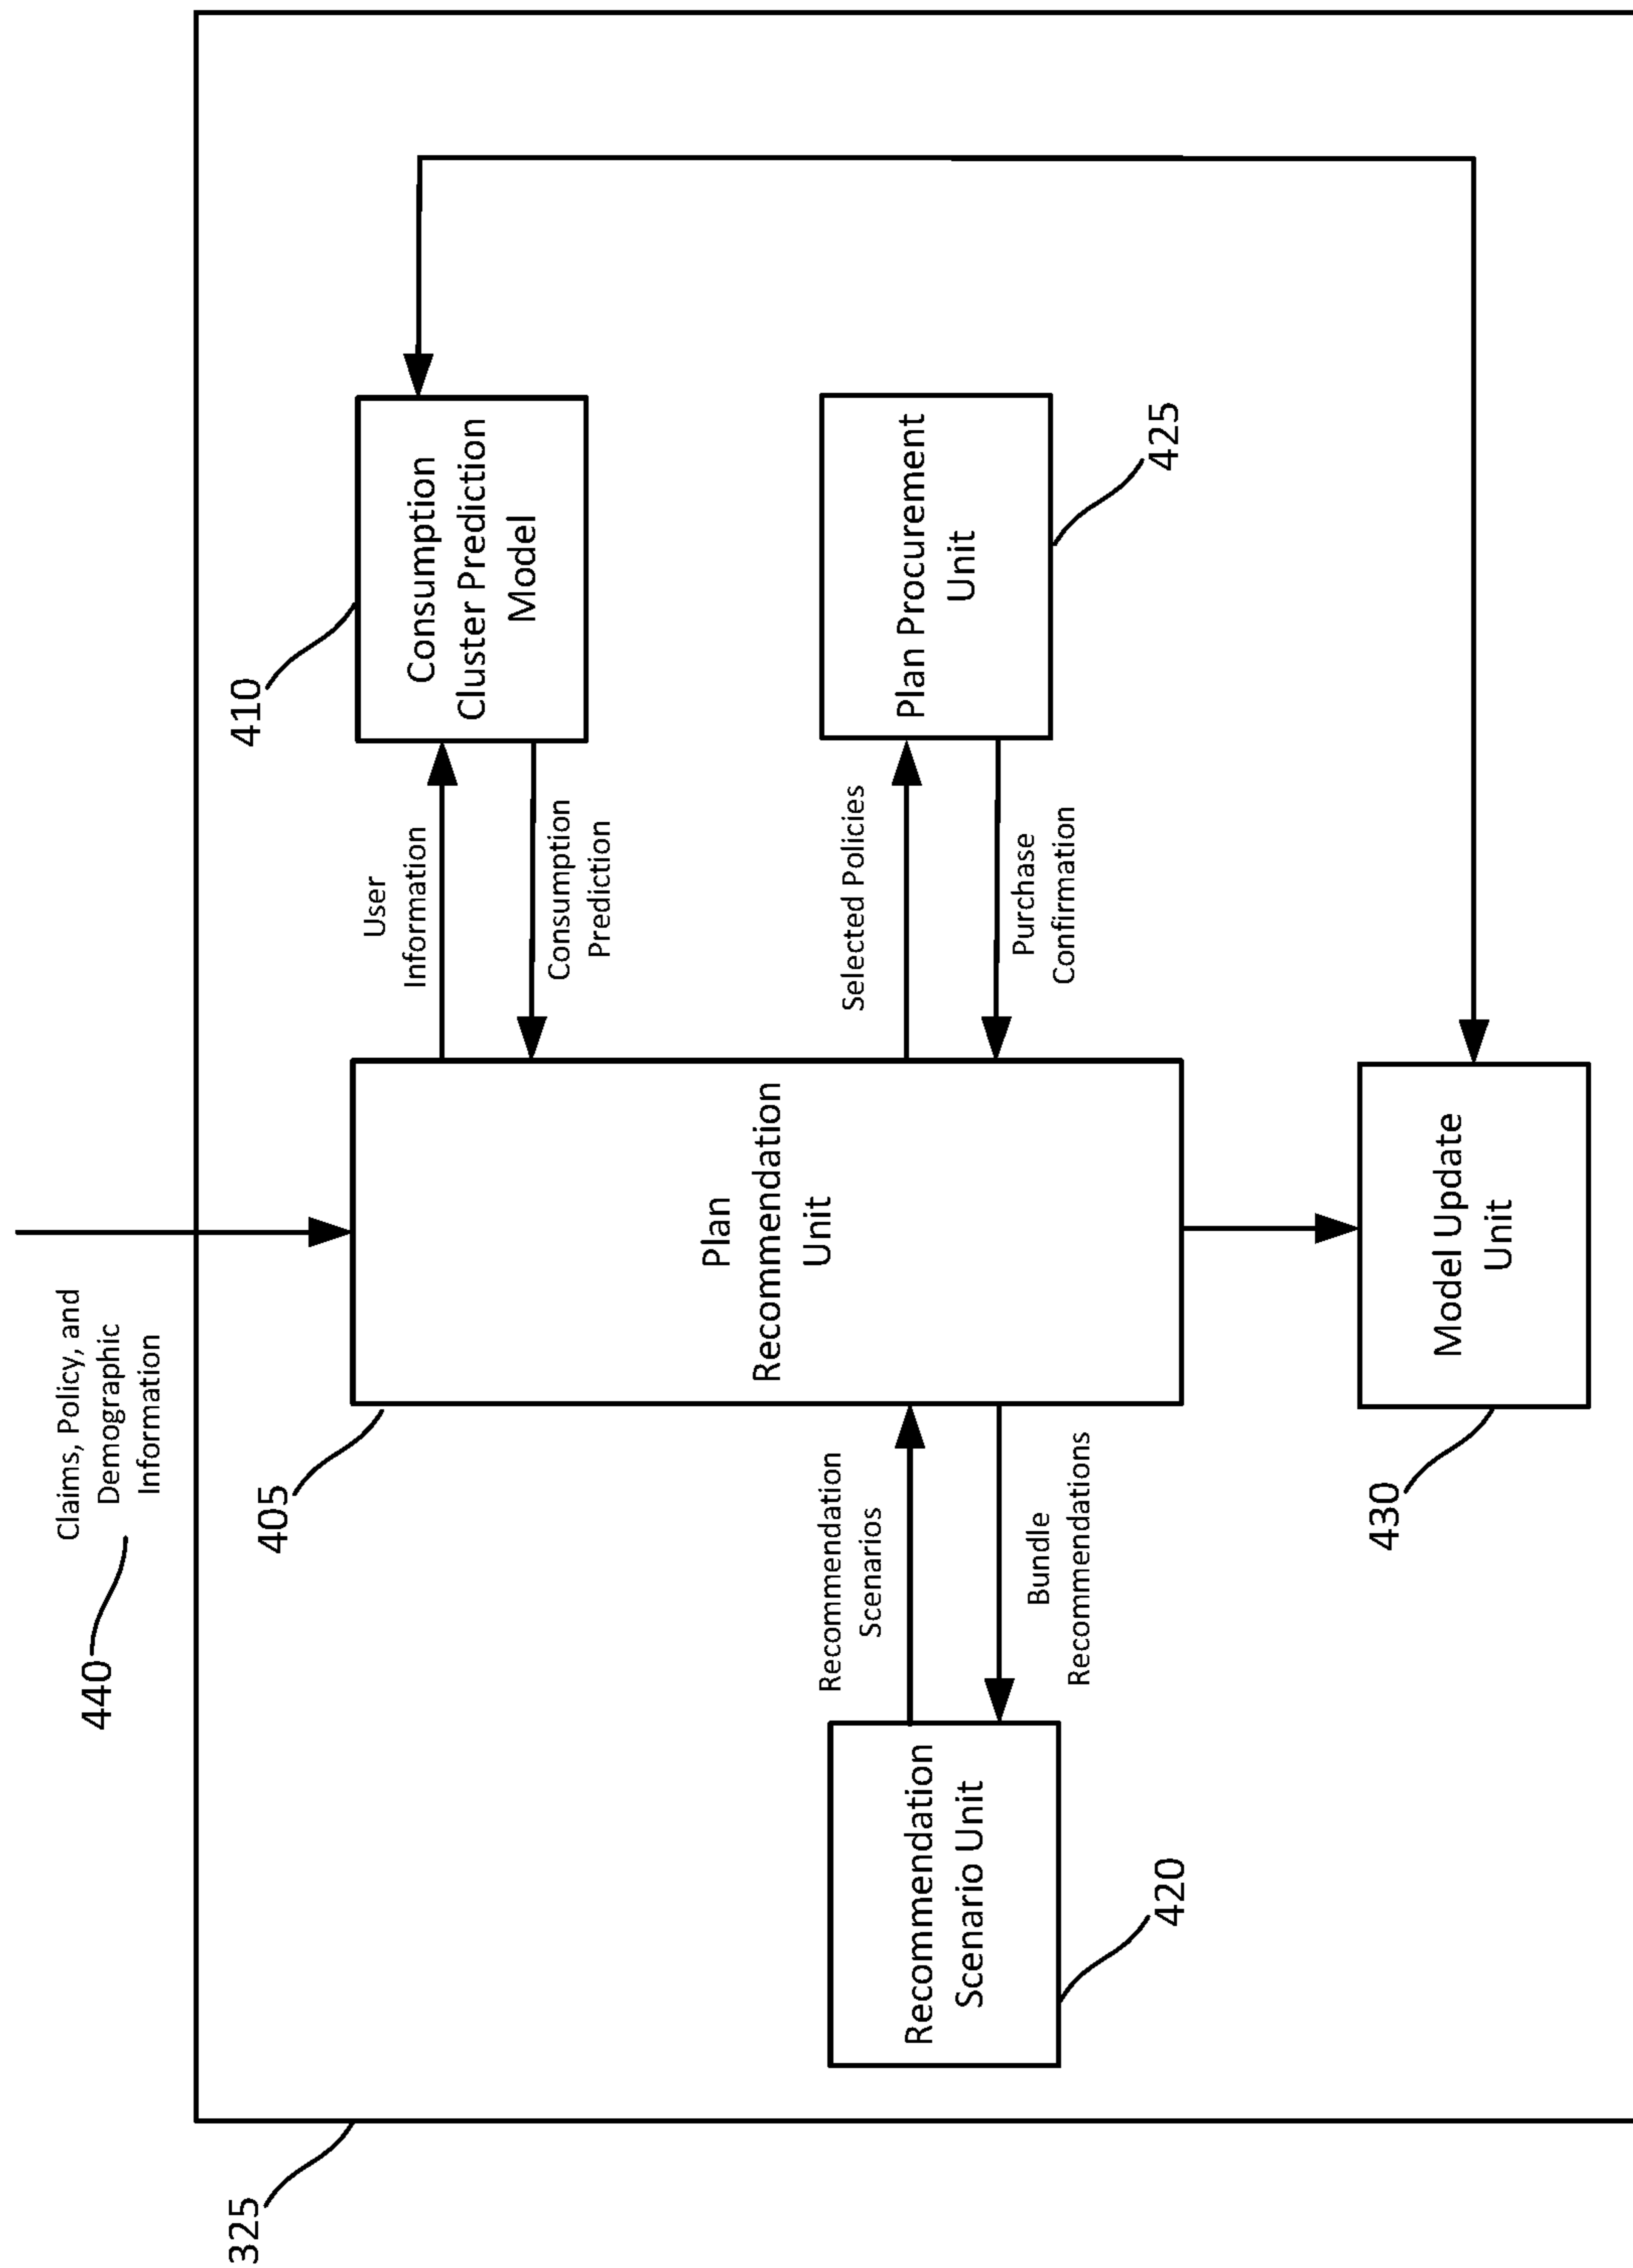 Claims, Policy, and
Demographic
Information
440
325
405
Plan
Recommendation
Unit
410
Consumption
Cluster Prediction
Model
User
Information
Consumption
Prediction
Recommendation
Scenario Unit
420
Recommendation
Scenarios
Bundle
Recommendations
Selected Policies
Purchase
Confirmation
Plan Procurement
Unit
425
Model Update
Unit
430